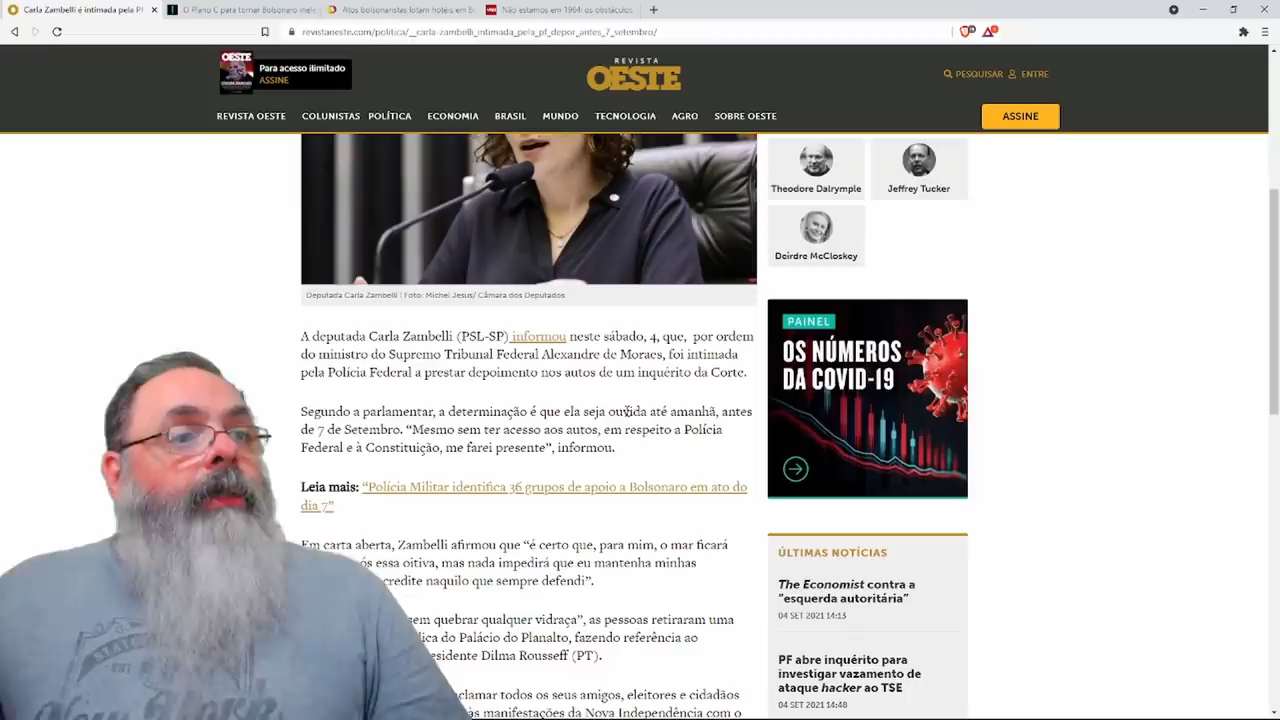 Carla Zambelli é intimada pela P
O Plano C para tornar Bolsonaro
Atos bolsonaristas lotam hotéis em
Não estamos em 1964: os obstáculos
revistaoeste.com/politica/__carla-zambelli_intimada_pela_pf_depor_antes_7_setembro/
OESTE
Para acesso ilimitado
ASSINE
REVISTA
OESTE
PESQUISAR
ENTRE
REVISTA OESTE
COLUNISTAS
POLÍTICA
ECONOMIA
BRASIL
MUNDO
TECNOLOGIA
AGRO
SOBRE OESTE
ASSINE
Deputada Carla Zambelli | Foto: Michel Jesus/ Câmara dos Deputados
A deputada Carla Zambelli (PSL-SP) informou neste sábado, 4, que, por ordem
do ministro do Supremo Tribunal Federal Alexandre de Moraes, foi intimada
pela Polícia Federal a prestar depoimento nos autos de um inquérito da Corte.
Segundo a parlamentar, a determinação é que ela seja ouvida até amanhã, antes
de 7 de Setembro. “Mesmo sem ter acesso aos autos, em respeito a Polícia
Federal e à Constituição, me farei presente”, informou.
Leia mais: “Polícia Militar identifica 36 grupos de apoio a Bolsonaro em ato do
dia 7”
Em carta aberta, Zambelli afirmou que “é certo que, para mim, o mar ficará
essa oitiva, mas nada impedirá que eu mantenha minhas
naquilo que sempre defendi”.
sem quebrar qualquer vidraça”, as pessoas retiraram uma
do Palácio do Planalto, fazendo referência ao
Dilma Rousseff (PT).
todos os seus amigos, eleitores e cidadãos
às manifestações da Nova Independência com o
Theodore Dalrymple
Jeffrey Tucker
Deirdre McCloskey
PAINEL
OS NÚMEROS
DA COVID-19
ÚLTIMAS NOTÍCIAS
The Economist contra a
“esquerda autoritária”
04 SET 2021 14:13
PF abre inquérito para
investigar vazamento de
ataque hacker ao TSE
04 SET 2021 14:48